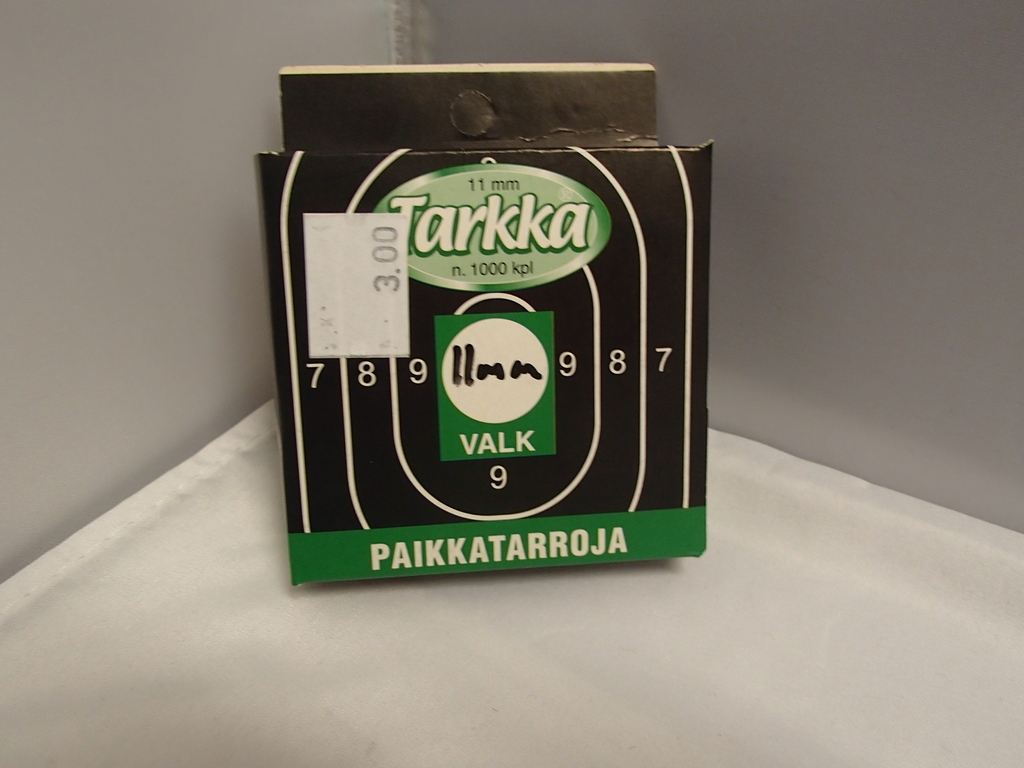 11 mm
Tarkka
n. 1000 kpl
3.00
7 8 9 11mm 9 8 7
VALK
9
PAIKKATARROJA